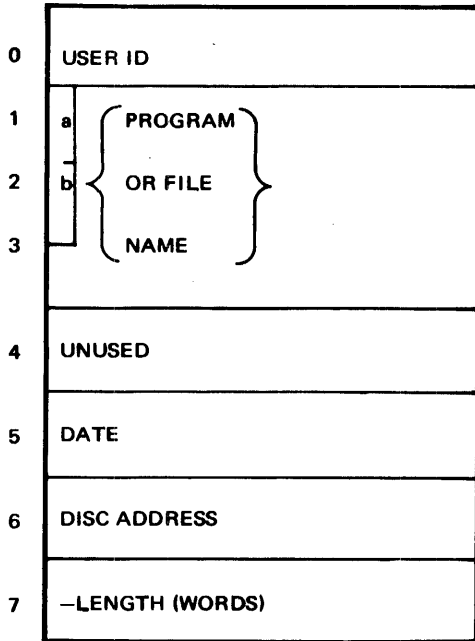 0 USER ID
1 a PROGRAM
2 b OR FILE
3 NAME
4 UNUSED
5 DATE
6 DISC ADDRESS
7 –LENGTH (WORDS)